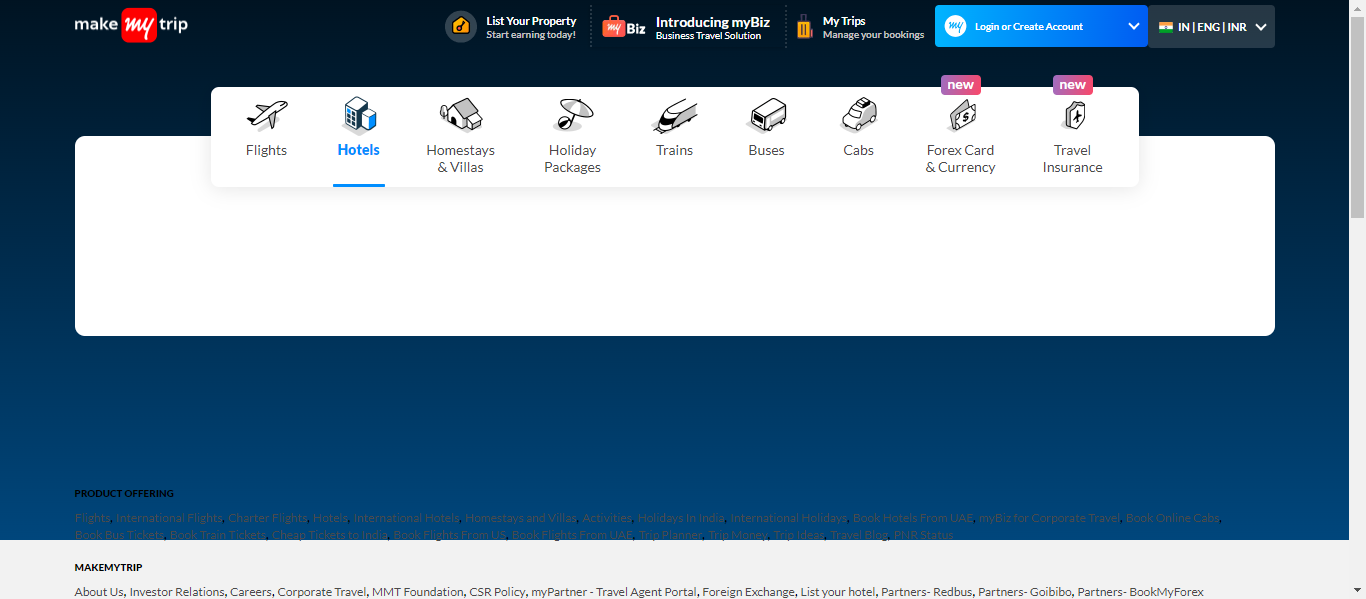 make my trip
List Your Property
Start earning today!
my Biz
Introducing myBiz
Business Travel Solution
My Trips
Manage your bookings
my
Login or Create Account
IN | ENG | INR
new
new
Flights
Hotels
Homestays
& Villas
Holiday
Packages
Trains
Buses
Cabs
Forex Card
& Currency
Travel
Insurance
PRODUCT OFFERING
Flights, International Flights, Charter Flights, Hotels, International Hotels, Homestays and Villas, Activities, Holidays In India, International Holidays, Book Hotels From UAE, myBiz for Corporate Travel, Book Online Cabs,
Book Bus Tickets, Book Train Tickets, Cheap Tickets to India, Book Flights From US, Book Flights From UAE, Trip Planner, Trip Money, Trip Ideas, Travel Blog, PNR Status
MAKEMYTRIP
About Us, Investor Relations, Careers, Corporate Travel, MMT Foundation, CSR Policy, myPartner - Travel Agent Portal, Foreign Exchange, List your hotel, Partners- Redbus, Partners- Goibibo, Partners- BookMyForex